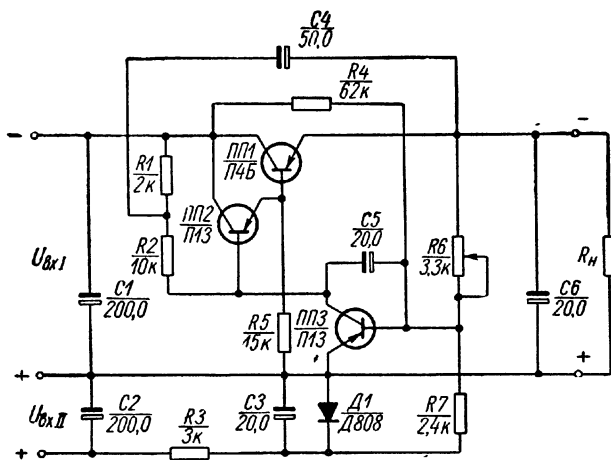 C4
50,0
R4
62к
R1
2к
ПП1
П4Б
ПП2
П13
R2
10к
C5
20,0
R6
3,3к
Uвх I
C1
200,0
R5
15к
ПП3
П13
C6
20,0
Rн
Uвх II
C2
200,0
R3
3к
C3
20,0
Д1
Д808
R7
2,4к